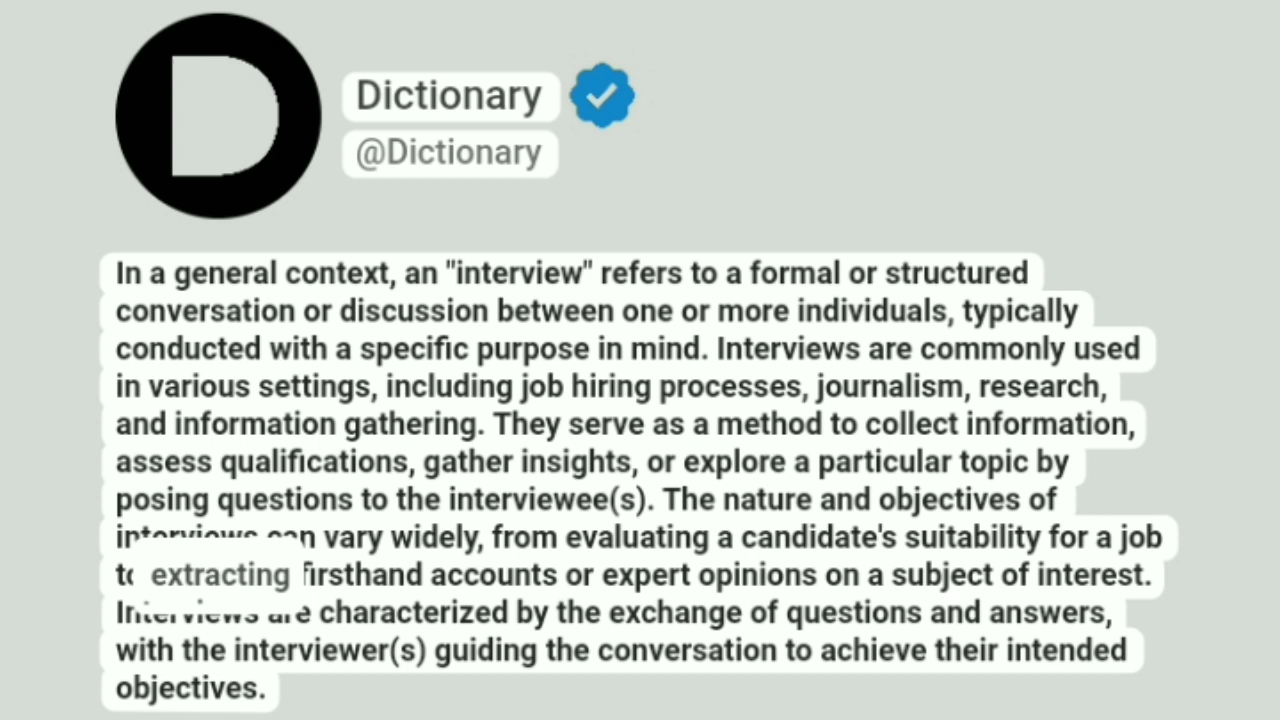 D
Dictionary
@Dictionary
In a general context, an "interview" refers to a formal or structured
conversation or discussion between one or more individuals, typically
conducted with a specific purpose in mind. Interviews are commonly used
in various settings, including job hiring processes, journalism, research,
and information gathering. They serve as a method to collect information,
assess qualifications, gather insights, or explore a particular topic by
posing questions to the interviewee(s). The nature and objectives of
interviews can vary widely, from evaluating a candidate's suitability for a job
to extracting firsthand accounts or expert opinions on a subject of interest.
Interviews are characterized by the exchange of questions and answers,
with the interviewer(s) guiding the conversation to achieve their intended
objectives.